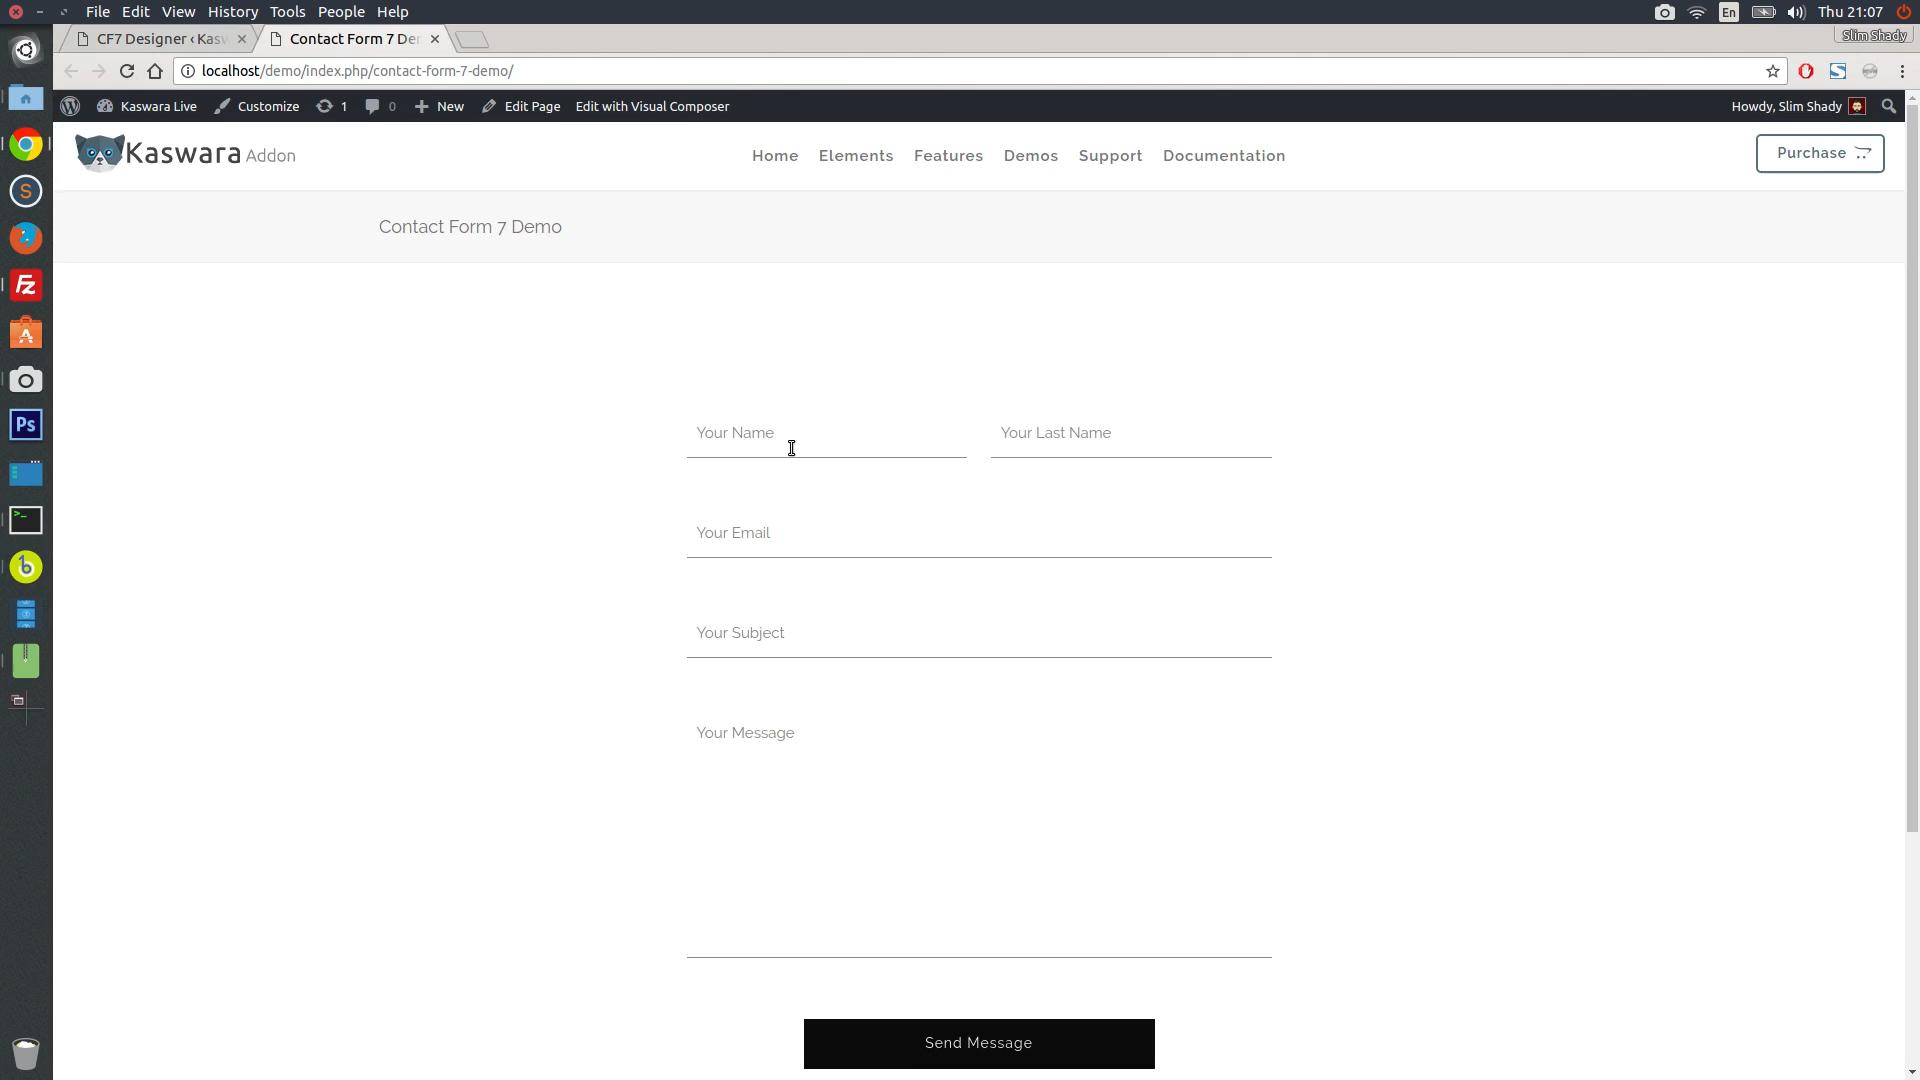 File Edit View History Tools People Help
En
Thu 21:07
CF7 Designer ‹ Kasw
Contact Form 7 De
Slim Shady
localhost/demo/index.php/contact-form-7-demo/
Kaswara Live
Customize
1
0
New
Edit Page
Edit with Visual Composer
Howdy, Slim Shady
Kaswara Addon
Home Elements Features Demos Support Documentation
Purchase
Contact Form 7 Demo
S
Fz
A
Ps
>_
b
Your Name
Your Last Name
Your Email
Your Subject
Your Message
Send Message